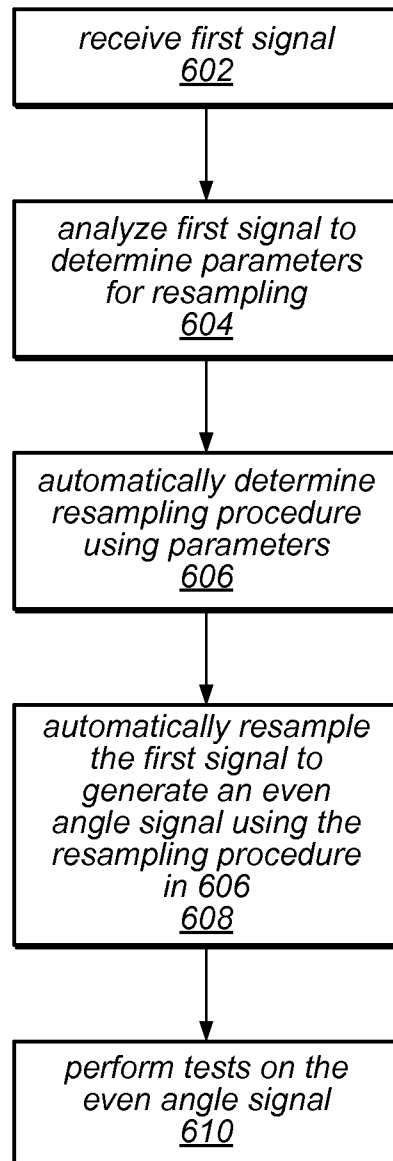 receive first signal
602
analyze first signal to
determine parameters
for resampling
604
automatically determine
resampling procedure
using parameters
606
automatically resample
the first signal to
generate an even
angle signal using the
resampling procedure
in 606
608
perform tests on the
even angle signal
610